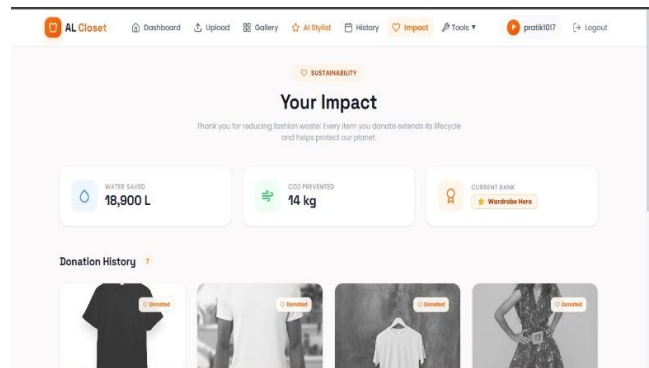 AL Closet
Dashboard
Upload
Gallery
AI Stylist
History
Impact
Tools ▼
P
pratik1017
Logout
SUSTAINABILITY
Your Impact
Thank you for reducing fashion waste! Every item you donate extends its lifecycle
and helps protect our planet.
WATER SAVED
18,900 L
CO2 PREVENTED
14 kg
CURRENT RANK
Wardrobe Hero
Donation History 7
Donated
Donated
Donated
Donated